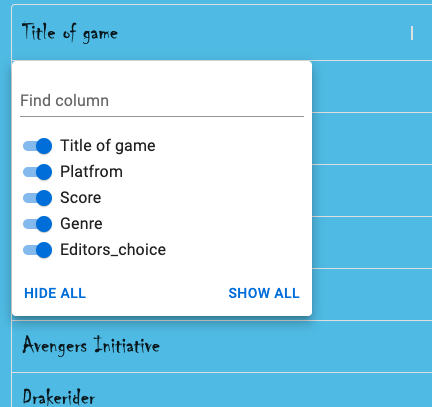 Title of game
Find column
Title of game
Platfrom
Score
Genre
Editors_choice
HIDE ALL SHOW ALL
Avengers Initiative
Drakerider